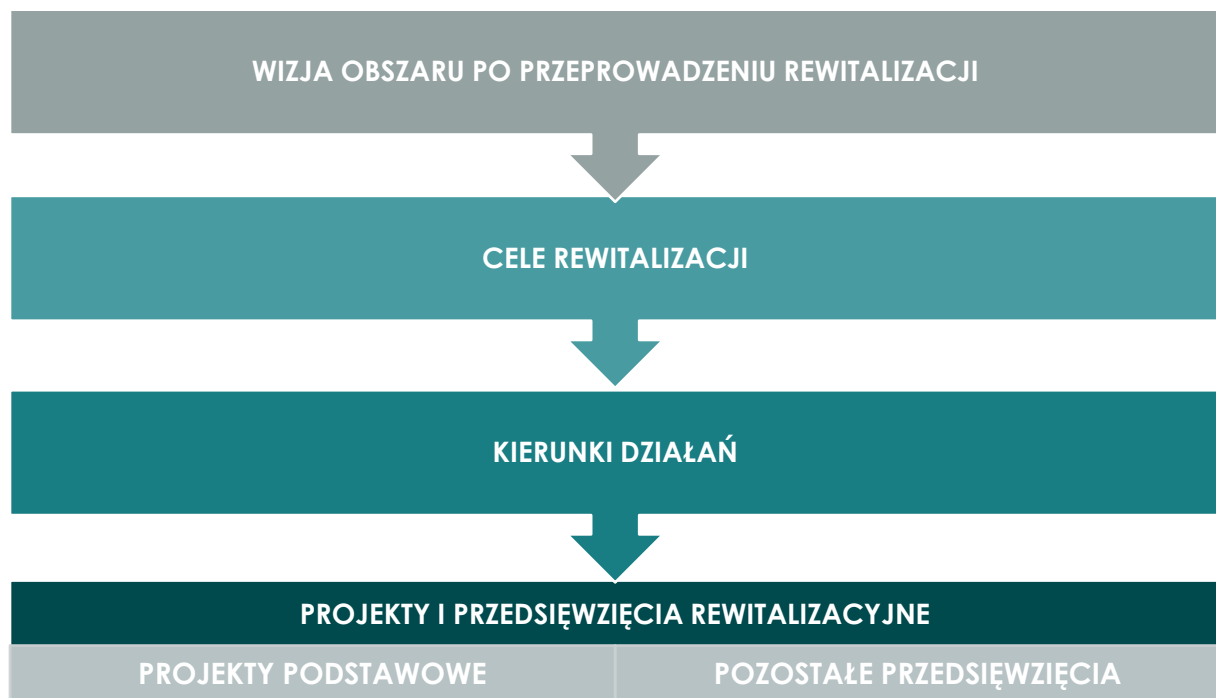 WIZJA OBSZARU PO PRZEPROWADZENIU REWITALIZACJI
CELE REWITALIZACJI
KIERUNKI DZIAŁAŃ
PROJEKTY I PRZEDSIĘWZIĘCIA REWITALIZACYJNE
PROJEKTY PODSTAWOWE
POZOSTAŁE PRZEDSIĘWZIĘCIA